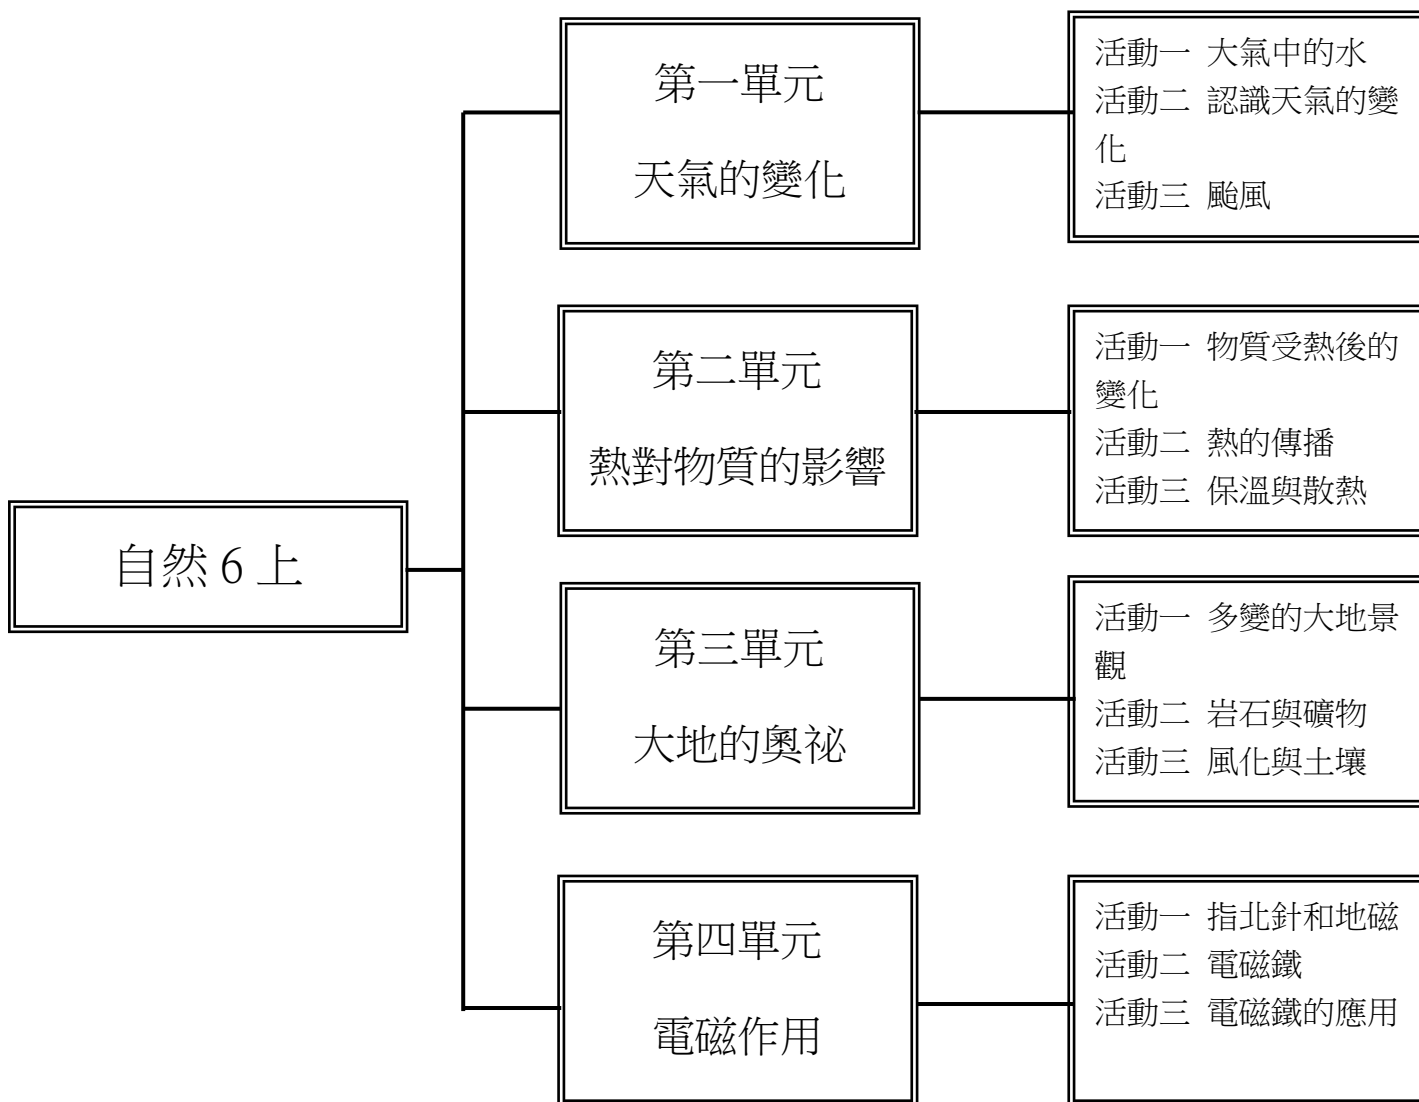 自然 6 上
第一單元
天氣的變化
活動一 大氣中的水
活動二 認識天氣的變
化
活動三 颱風
第二單元
熱對物質的影響
活動一 物質受熱後的
變化
活動二 熱的傳播
活動三 保溫與散熱
第三單元
大地的奧祕
活動一 多變的大地景
觀
活動二 岩石與礦物
活動三 風化與土壤
第四單元
電磁作用
活動一 指北針和地磁
活動二 電磁鐵
活動三 電磁鐵的應用